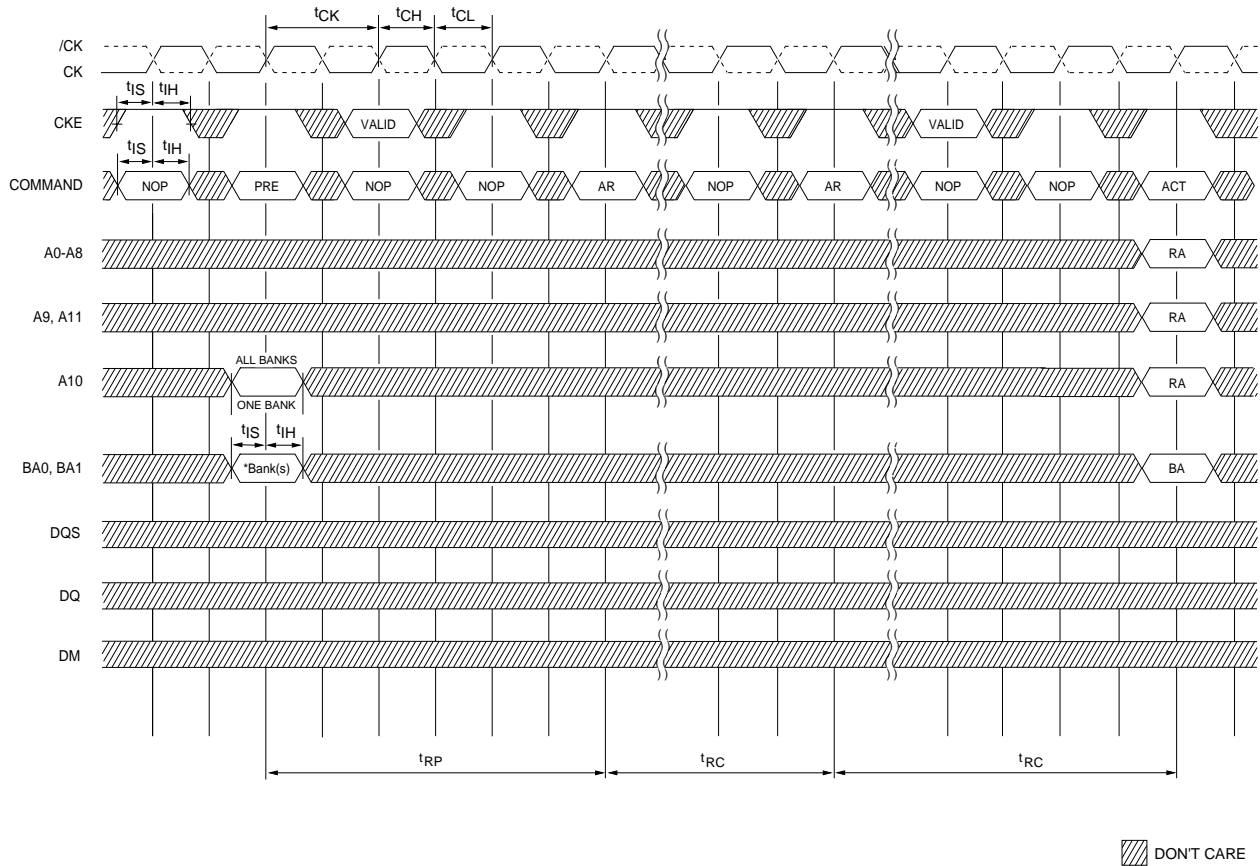 tCK tCH tCL
/CK
CK
tIS tIH
CKE VALID VALID
tIS tIH
COMMAND NOP PRE NOP NOP AR NOP AR NOP NOP ACT
A0-A8 RA
A9, A11 RA
ALL BANKS
A10 RA
ONE BANK
tIS tIH
BA0, BA1 *Bank(s) BA
DQS
DQ
DM
tRP tRC tRC
DON'T CARE